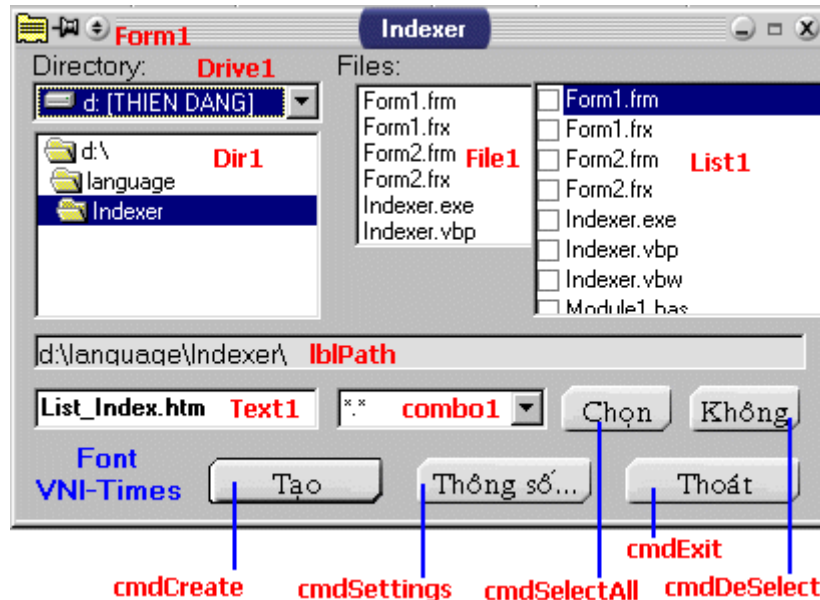 Form1 Indexer
Directory: Drive1 Files:
d: [THIEN DANG]
d:\ Dir1
language
Indexer
Form1.frm
Form1.frx
Form2.frm File1
Form2.frx
Indexer.exe
Indexer.vbp
Form1.frm
Form1.frx
Form2.frm List1
Form2.frx
Indexer.exe
Indexer.vbp
Indexer.vbw
Module1.bas
d:\language\Indexer\ lblPath
List_Index.htm Text1 *.* combo1 Chọn Không
Font
VNI-Times
Tạo Thông số... Thoát
cmdExit
cmdCreate cmdSettings cmdSelectAll cmdDeSelect